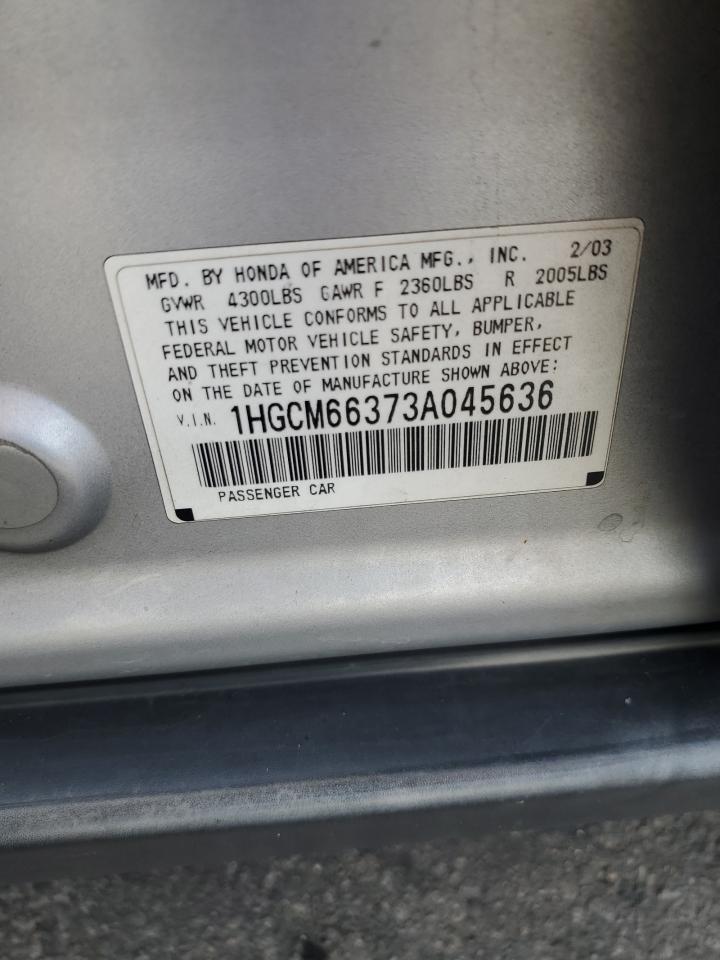 MFD. BY HONDA OF AMERICA MFG., INC. 2/03
GVWR 4300LBS GAWR F 2360LBS R 2005LBS
THIS VEHICLE CONFORMS TO ALL APPLICABLE
FEDERAL MOTOR VEHICLE SAFETY, BUMPER,
AND THEFT PREVENTION STANDARDS IN EFFECT
ON THE DATE OF MANUFACTURE SHOWN ABOVE:
V.I.N. 1HGCM66373A045636
PASSENGER CAR